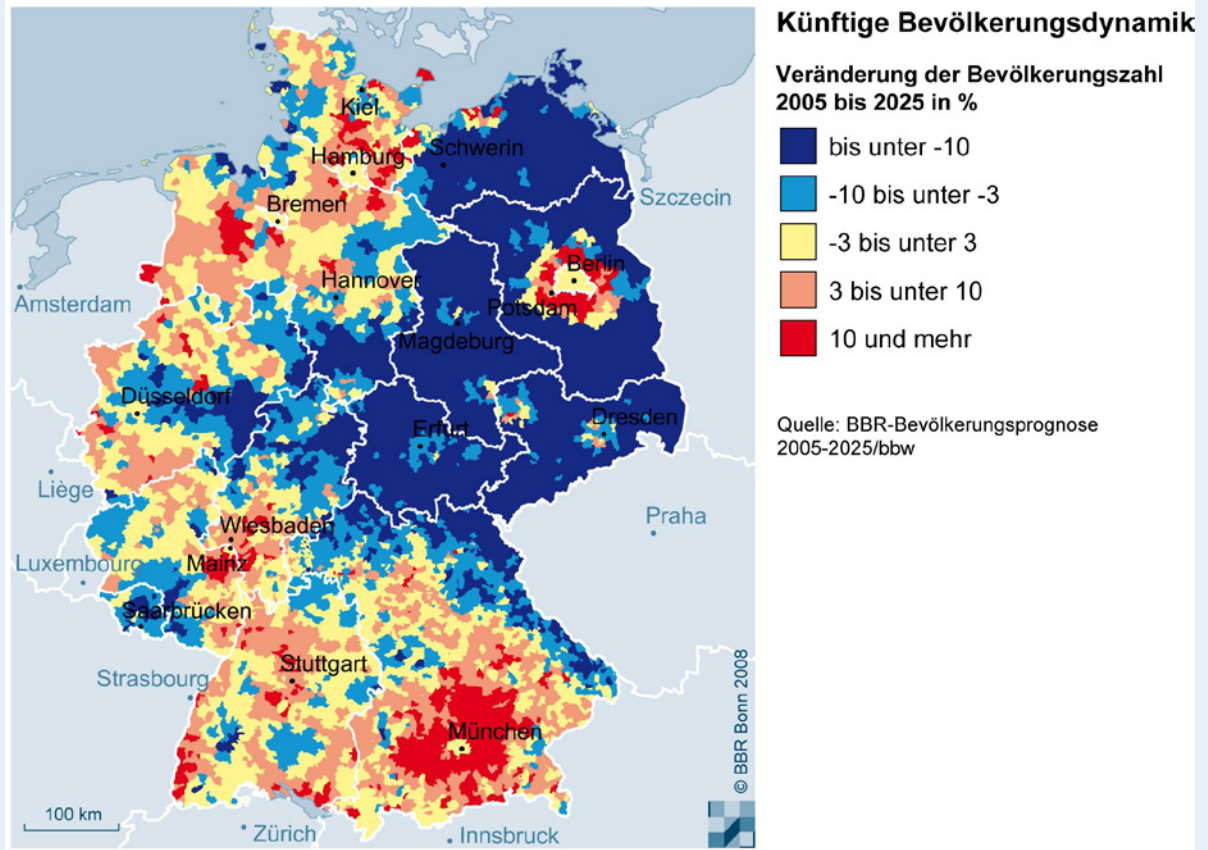 Künftige Bevölkerungsdynamik
Veränderung der Bevölkerungszahl
2005 bis 2025 in %
bis unter -10
-10 bis unter -3
-3 bis unter 3
3 bis unter 10
10 und mehr
Quelle: BBR-Bevölkerungsprognose
2005-2025/bbw
Kiel
Hamburg
Schwerin
Szczecin
Bremen
Berlin
Hannover
Amsterdam
Potsdam
Magdeburg
Düsseldorf
Dresden
Erfurt
Liège
Praha
Wiesbaden
Luxembourg
Mainz
Saarbrücken
Stuttgart
Strasbourg
München
© BBR Bonn 2008
100 km
Zürich
Innsbruck